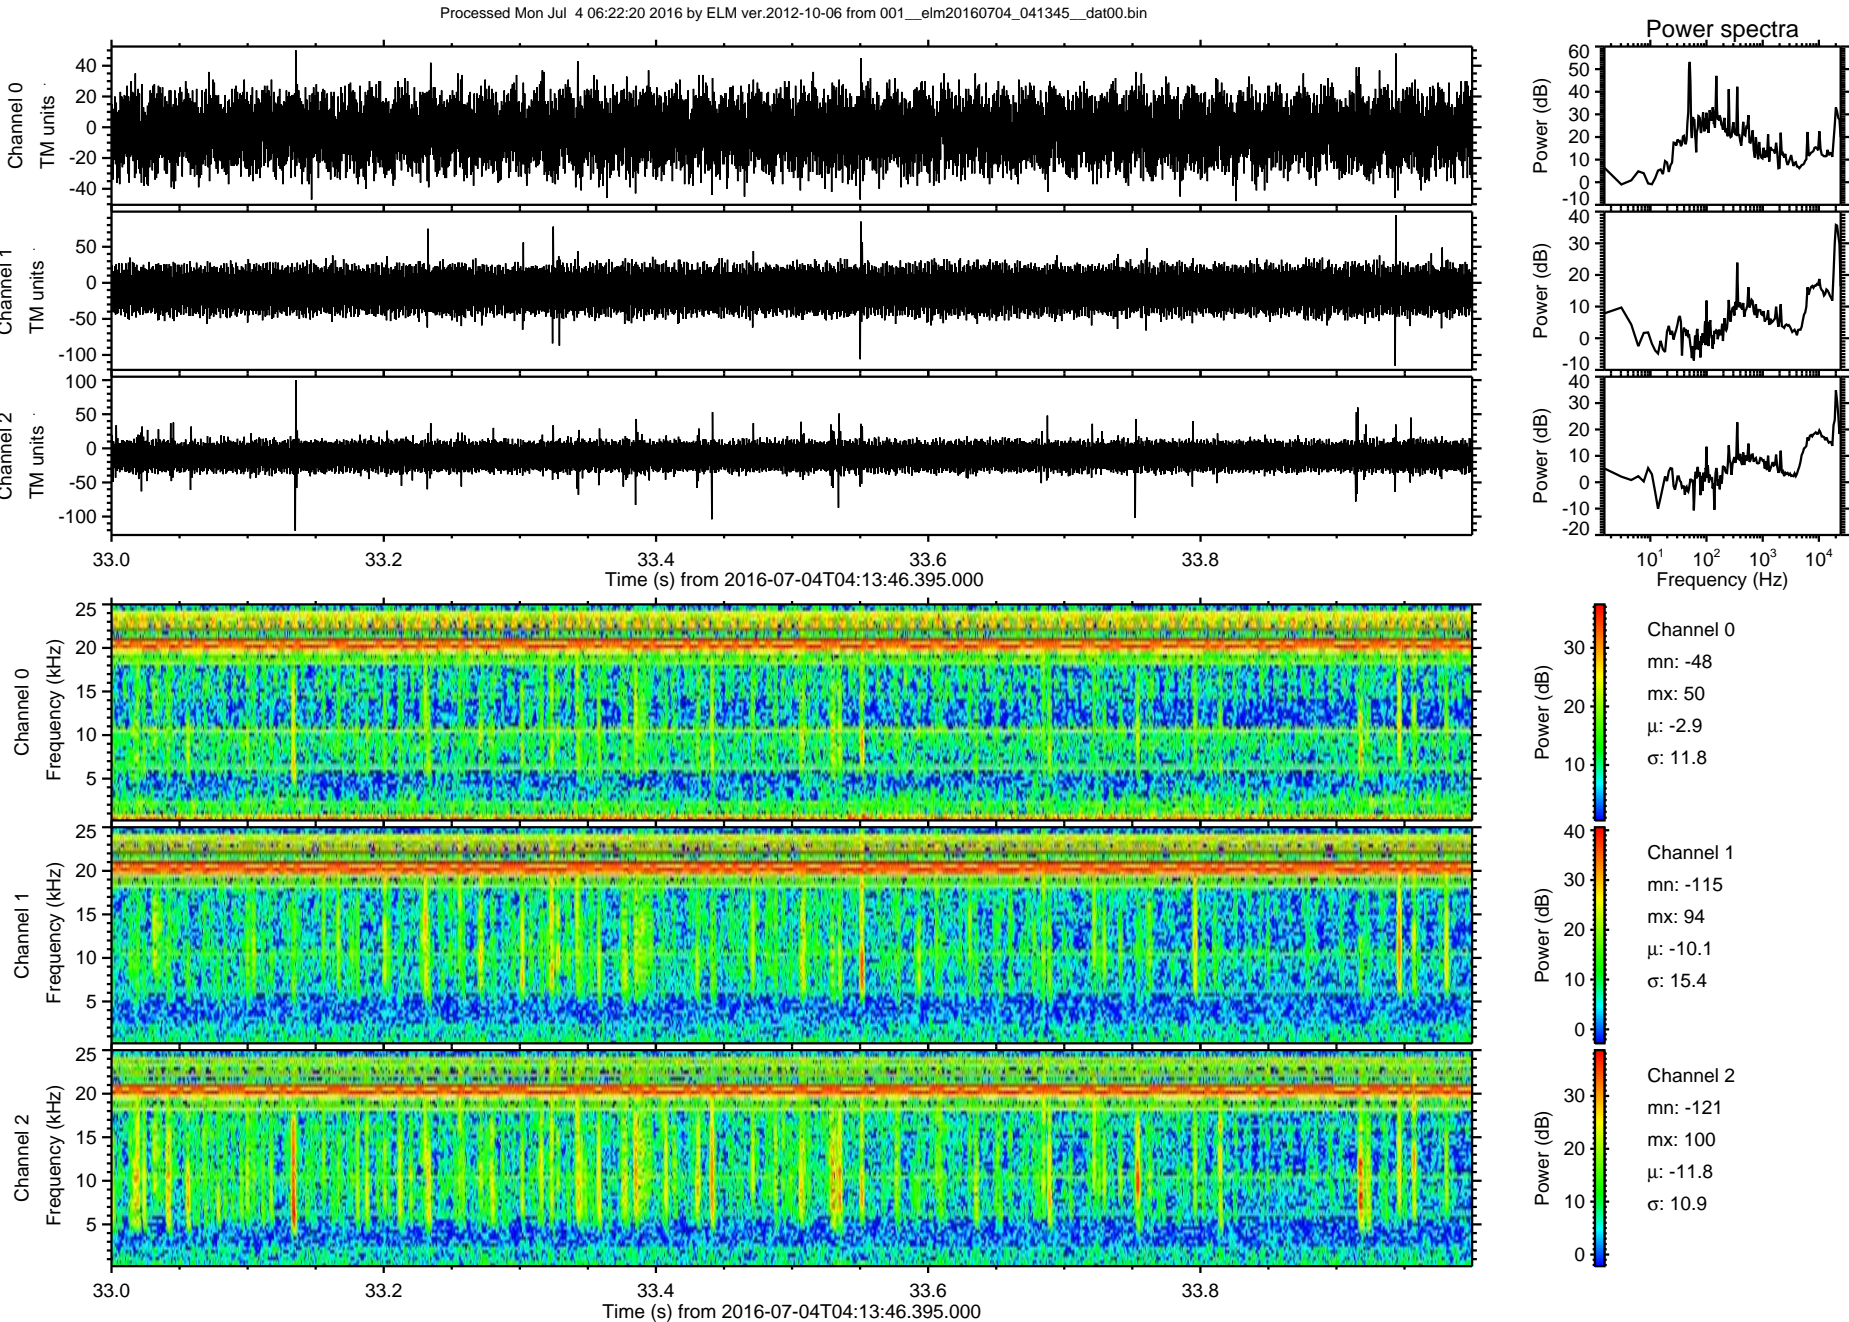 Processed Mon Jul  4 06:22:20 2016 by ELM ver.2012-10-06 from 001__elm20160704_041345__dat00.bin
Power spectra
Channel 0
TM units
40
20
0
-20
-40
Power (dB)
60
50
40
30
20
10
0
-10
Channel 1
TM units
50
0
-50
-100
Power (dB)
40
30
20
10
0
-10
Channel 2
TM units
100
50
0
-50
-100
Power (dB)
40
30
20
10
0
-10
-20
33.0 33.2 33.4 33.6 33.8
Time (s) from 2016-07-04T04:13:46.395.000
10^1 10^2 10^3 10^4
Frequency (Hz)
Channel 0
Frequency (kHz)
25
20
15
10
5
Power (dB)
30
20
10
Channel 0
mn: -48
mx: 50
μ: -2.9
σ: 11.8
Channel 1
Frequency (kHz)
25
20
15
10
5
Power (dB)
40
30
20
10
0
Channel 1
mn: -115
mx: 94
μ: -10.1
σ: 15.4
Channel 2
Frequency (kHz)
25
20
15
10
5
Power (dB)
30
20
10
0
Channel 2
mn: -121
mx: 100
μ: -11.8
σ: 10.9
33.0 33.2 33.4 33.6 33.8
Time (s) from 2016-07-04T04:13:46.395.000